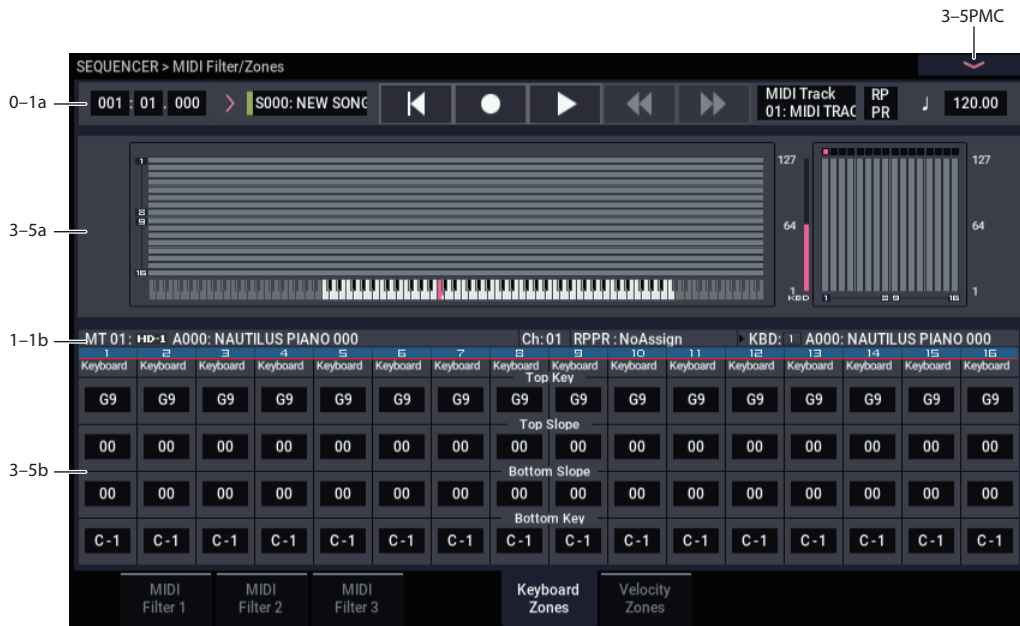 3–5PMC
SEQUENCER > MIDI Filter/Zones
0–1a
001 : 01 . 000
S000: NEW SONG
MIDI Track
01: MIDI TRAC
RP
PR
♩ 120.00
3–5a
1
8
9
16
127
64
1
KBD
1 8 9 16
127
64
1
1–1b
MT 01: HD-1 A000: NAUTILUS PIANO 000 Ch:01 RPPR : NoAssign KBD: 1 A000: NAUTILUS PIANO 000
1 2 3 4 5 6 7 8 9 10 11 12 13 14 15 16
Keyboard Keyboard Keyboard Keyboard Keyboard Keyboard Keyboard Keyboard Keyboard Keyboard Keyboard Keyboard Keyboard Keyboard Keyboard Keyboard
Top Key
G9 G9 G9 G9 G9 G9 G9 G9 G9 G9 G9 G9 G9 G9 G9 G9
Top Slope
00 00 00 00 00 00 00 00 00 00 00 00 00 00 00 00
3–5b
Bottom Slope
00 00 00 00 00 00 00 00 00 00 00 00 00 00 00 00
Bottom Key
C-1 C-1 C-1 C-1 C-1 C-1 C-1 C-1 C-1 C-1 C-1 C-1 C-1 C-1 C-1 C-1
MIDI
Filter 1
MIDI
Filter 2
MIDI
Filter 3
Keyboard
Zones
Velocity
Zones